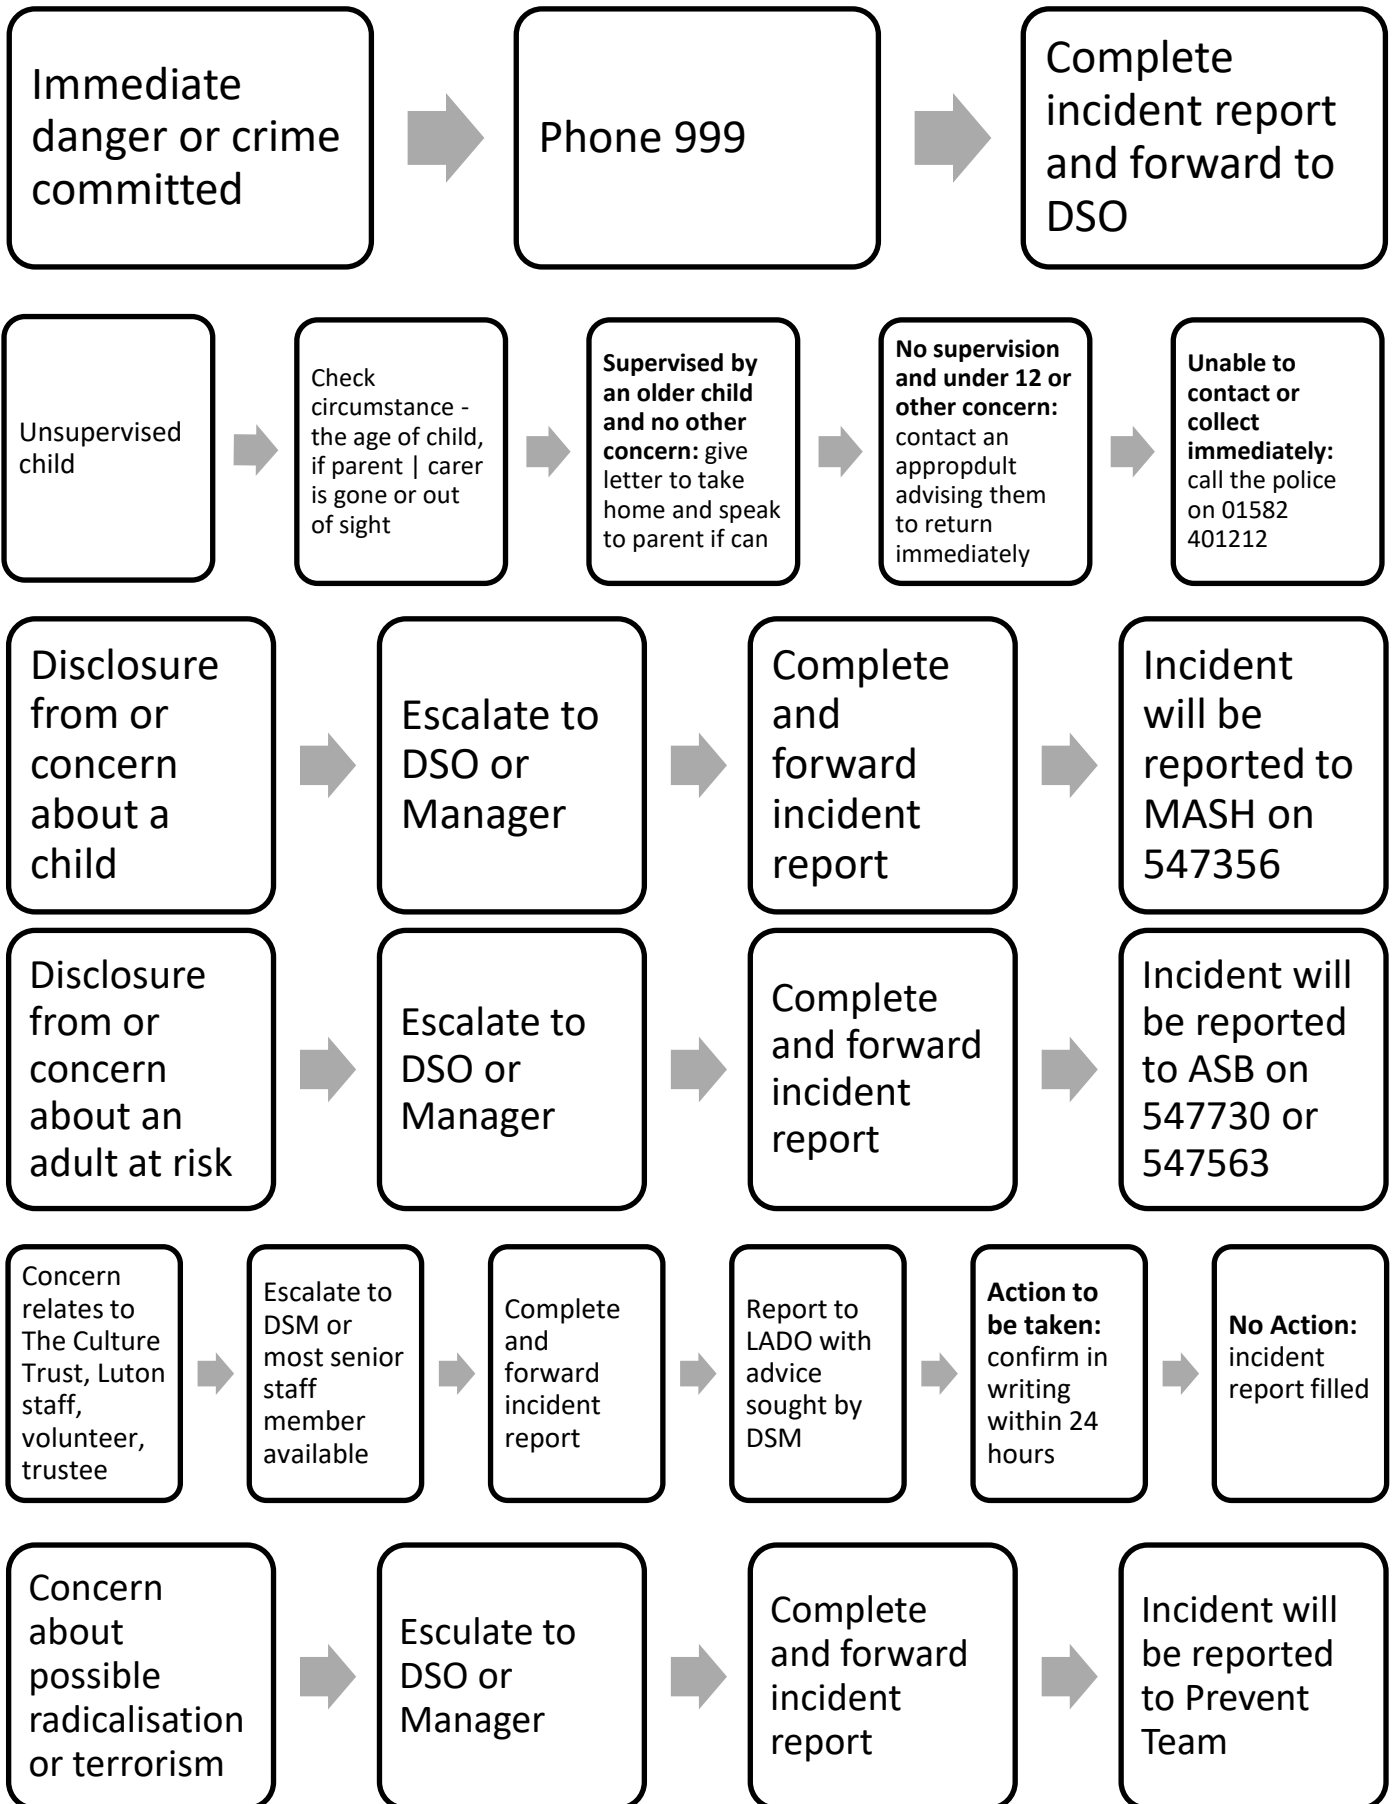 Immediate
danger or crime
committed
Phone 999
Complete
incident report
and forward to
DSO
Unsupervised
child
Check
circumstance -
the age of child,
if parent | carer
is gone or out
of sight
Supervised by
an older child
and no other
concern: give
letter to take
home and speak
to parent if can
No supervision
and under 12 or
other concern:
contact an
appropdult
advising them
to return
immediately
Unable to
contact or
collect
immediately:
call the police
on 01582
401212
Disclosure
from or
concern
about a
child
Escalate to
DSO or
Manager
Complete
and
forward
incident
report
Incident
will be
reported to
MASH on
547356
Disclosure
from or
concern
about an
adult at risk
Escalate to
DSO or
Manager
Complete
and forward
incident
report
Incident will
be reported
to ASB on
547730 or
547563
Concern
relates to
The Culture
Trust, Luton
staff,
volunteer,
trustee
Escalate to
DSM or
most senior
staff
member
available
Complete
and
forward
incident
report
Report to
LADO with
advice
sought by
DSM
Action to
be taken:
confirm in
writing
within 24
hours
No Action:
incident
report filled
Concern
about
possible
radicalisation
or terrorism
Esculate to
DSO or
Manager
Complete
and forward
incident
report
Incident will
be reported
to Prevent
Team